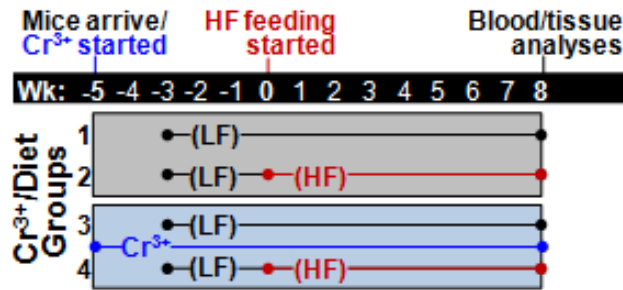 Mice arrive/
Cr³⁺ started
HF feeding
started
Blood/tissue
analyses
Wk: -5 -4 -3 -2 -1 0 1 2 3 4 5 6 7 8
Cr³⁺/Diet
Groups
1 (LF)
2 (LF) (HF)
3 (LF)
Cr³⁺
4 (LF) (HF)